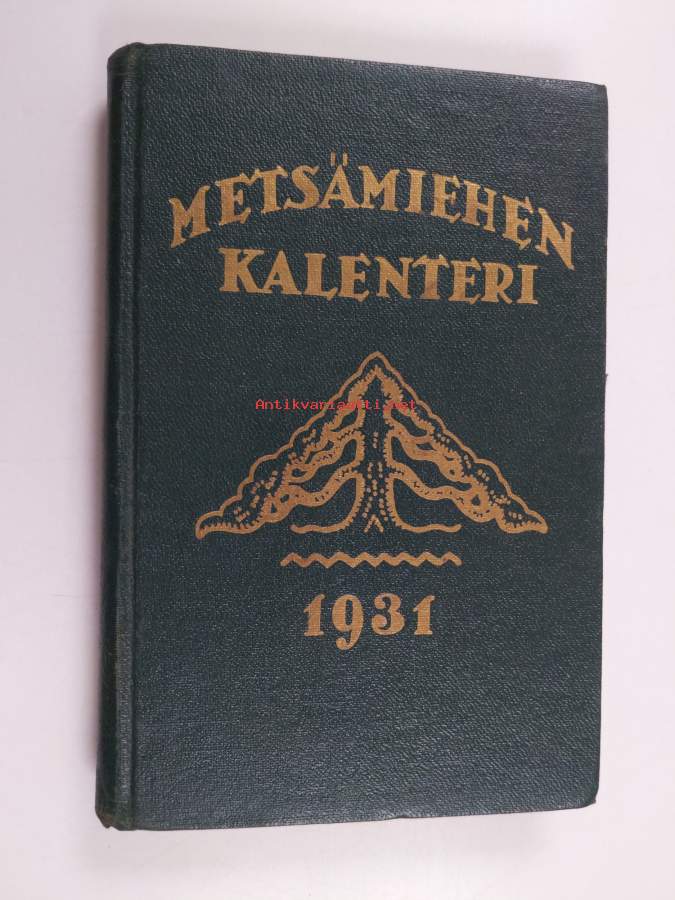 METSÄMIEHEN
KALENTERI
Antikvariaatti.net
1931